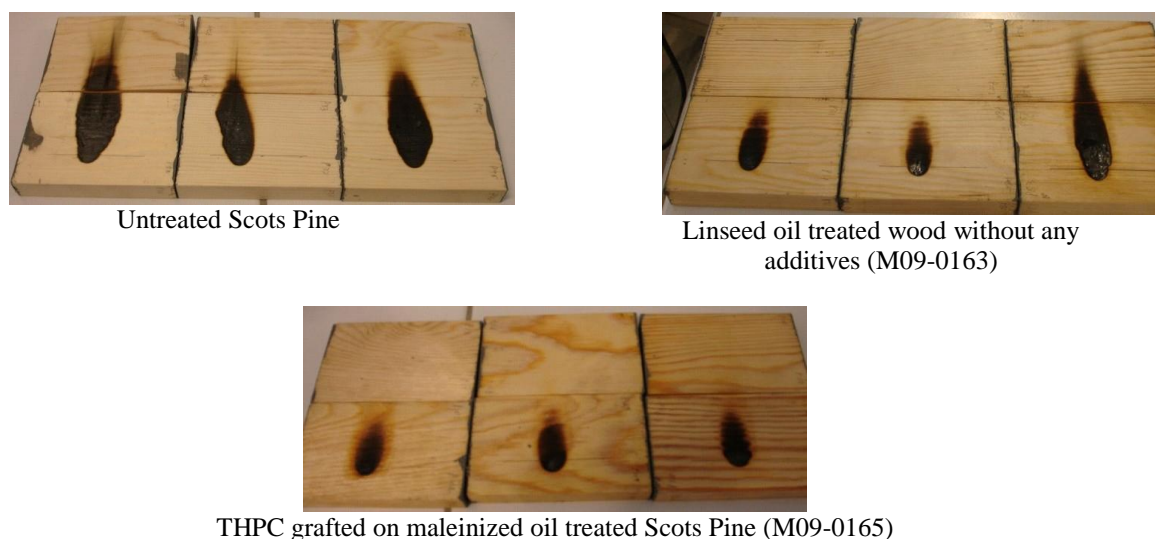 Untreated Scots Pine
Linseed oil treated wood without any
additives (M09-0163)
THPC grafted on maleinized oil treated Scots Pine (M09-0165)